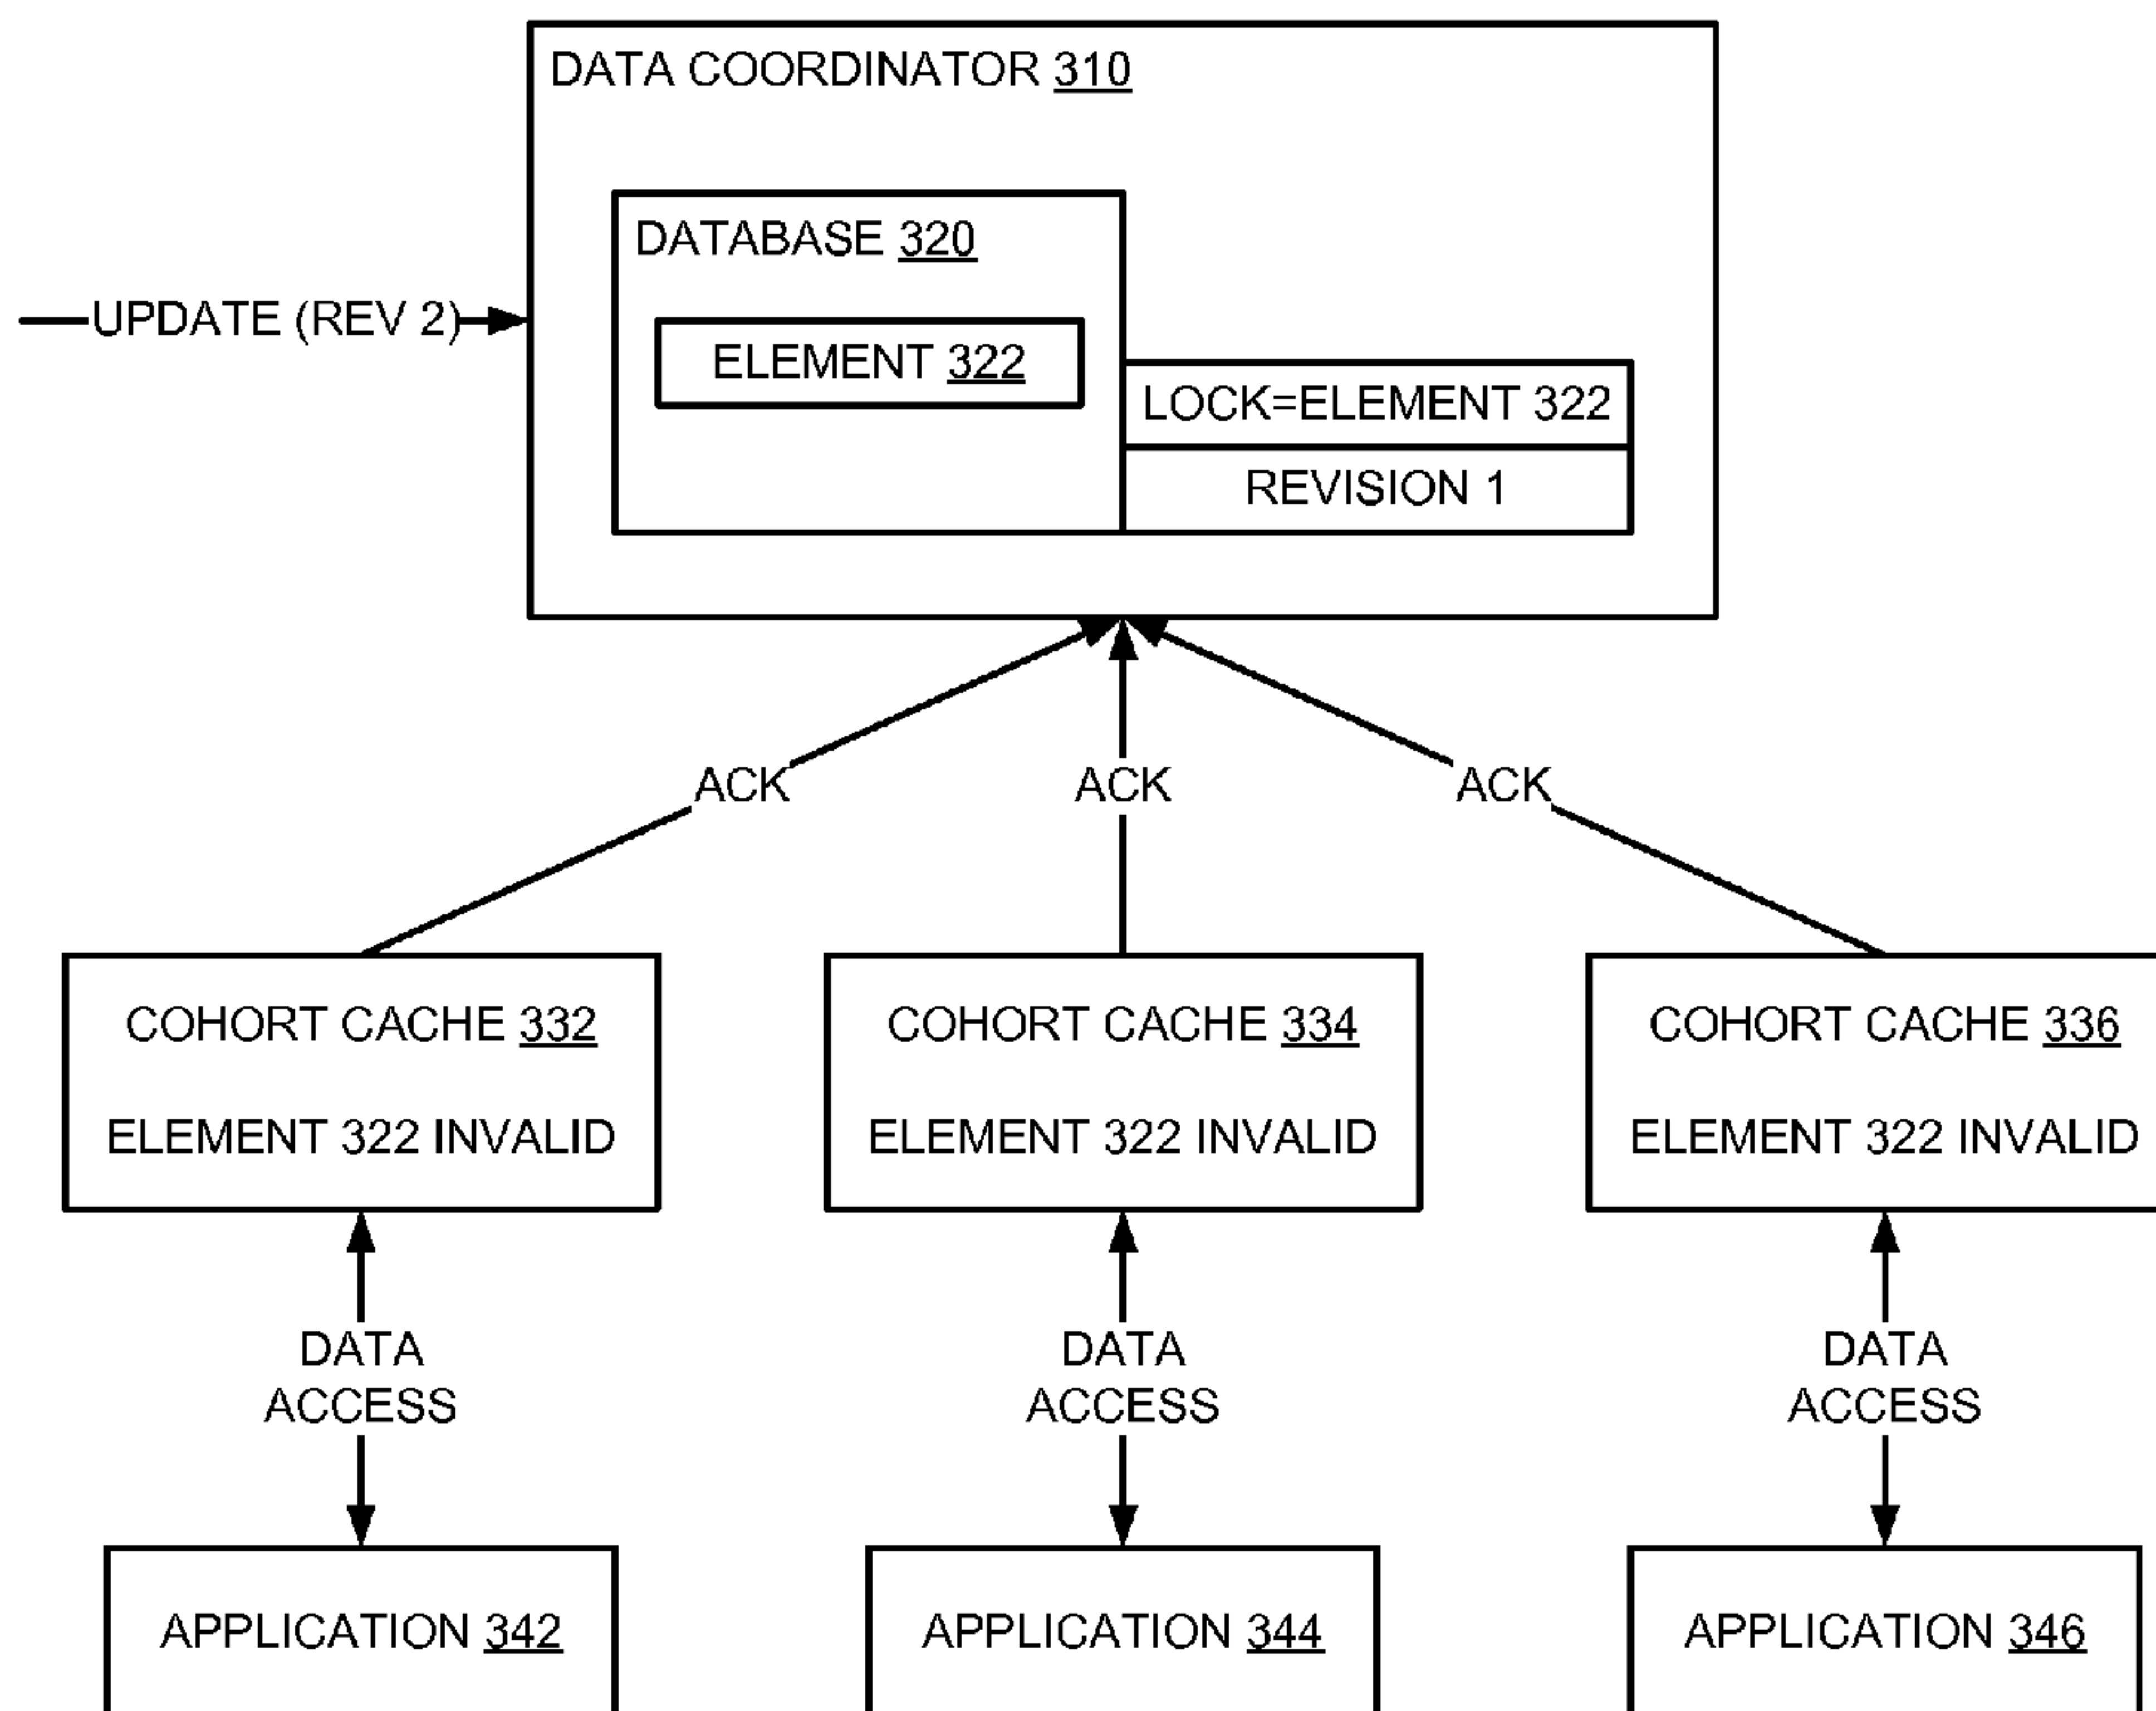 DATA COORDINATOR 310
DATABASE 320
UPDATE (REV 2)
ELEMENT 322
LOCK=ELEMENT 322
REVISION 1
ACK
ACK
ACK
COHORT CACHE 332
ELEMENT 322 INVALID
COHORT CACHE 334
ELEMENT 322 INVALID
COHORT CACHE 336
ELEMENT 322 INVALID
DATA
ACCESS
DATA
ACCESS
DATA
ACCESS
APPLICATION 342
APPLICATION 344
APPLICATION 346